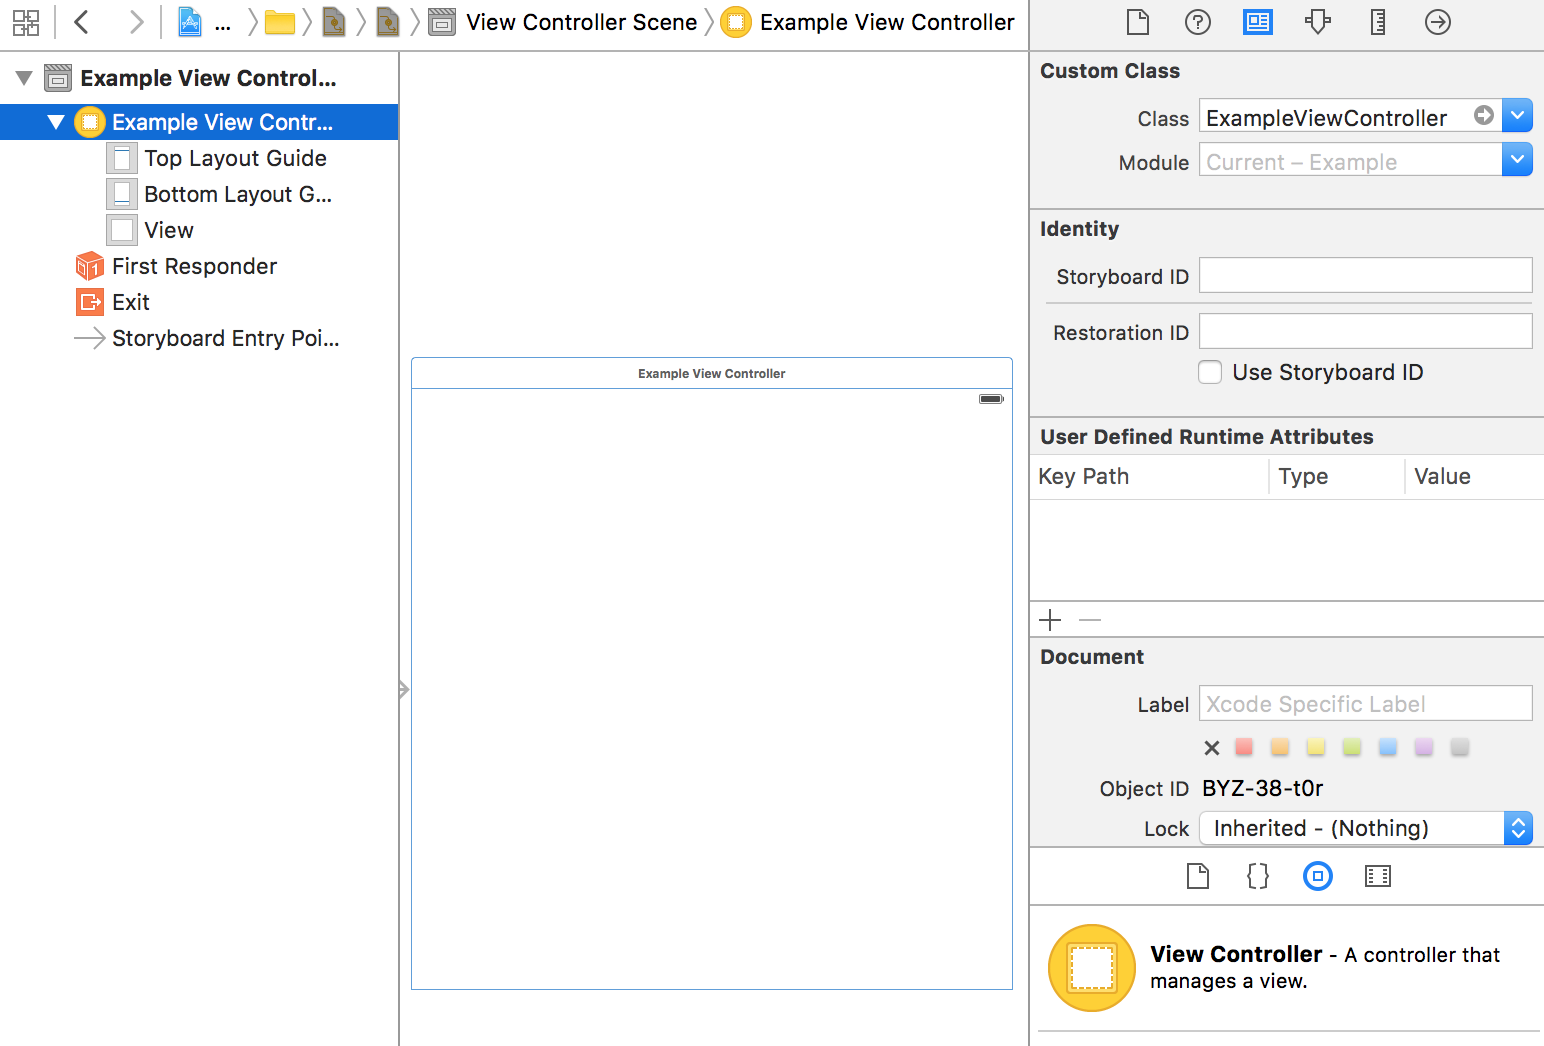 ... View Controller Scene Example View Controller
Example View Control...
Example View Contr...
Top Layout Guide
Bottom Layout G...
View
First Responder
1
Exit
Storyboard Entry Poi...
Example View Controller
Custom Class
Class ExampleViewController
Module Current – Example
Identity
Storyboard ID
Restoration ID
Use Storyboard ID
User Defined Runtime Attributes
Key Path Type Value
Document
Label Xcode Specific Label
Object ID BYZ-38-t0r
Lock Inherited - (Nothing)
{}
View Controller - A controller that
manages a view.